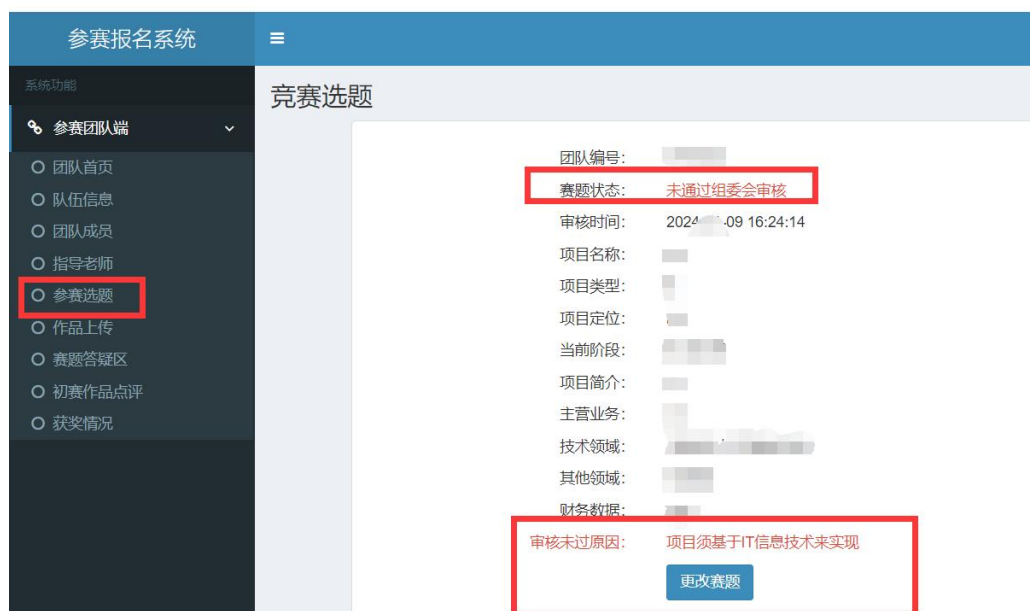 参赛报名系统
系统功能
参赛团队端
团队首页
队伍信息
团队成员
指导老师
参赛选题
作品上传
赛题答疑区
初赛作品点评
获奖情况
竞赛选题
团队编号：
赛题状态： 未通过组委会审核
审核时间： 2024 -09 16:24:14
项目名称：
项目类型：
项目定位：
当前阶段：
项目简介：
主营业务：
技术领域：
其他领域：
财务数据：
审核未过原因： 项目须基于IT信息技术来实现
更改赛题